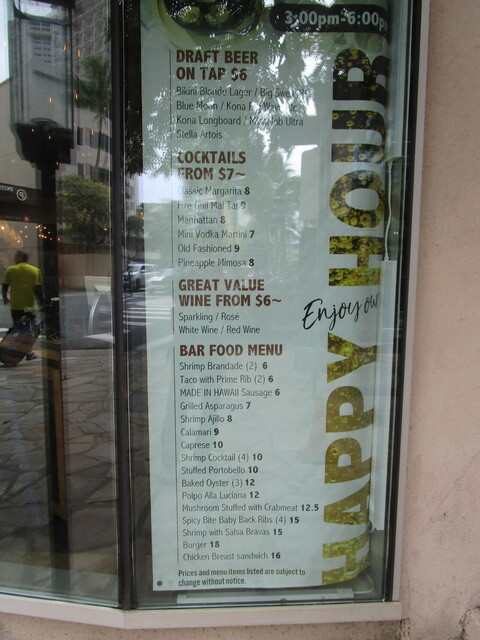 3:00pm-6:00p
DRAFT BEER
ON TAP $6
Bikini Blonde Lager / Big Swell
Blue Moon / Kona Wave
Kona Longboard / Ultra
Stella Artois
COCKTAILS
FROM $7~
Classic Margarita 8
Fire Grill Mai Tai 9
Manhattan 8
Mini Vodka Martini 7
Old Fashioned 9
Pineapple Mimosa 8
GREAT VALUE
WINE FROM $6~
Sparkling / Rosé
White Wine / Red Wine
BAR FOOD MENU
Shrimp Brandade (2) 6
Taco with Prime Rib (2) 6
MADE IN HAWAII Sausage 6
Grilled Asparagus 7
Shrimp Ajillo 8
Calamari 9
Caprese 10
Shrimp Cocktail (4) 10
Stuffed Portobello 10
Baked Oyster (3) 12
Polpo Alla Luciana 12
Mushroom Stuffed with Crabmeat 12.5
Spicy Bite Baby Back Ribs (4) 15
Shrimp with Salsa Bravas 15
Burger 18
Chicken Breast sandwich 16
Prices and menu items listed are subject to
change without notice.
Enjoy our
HAPPY HOUR